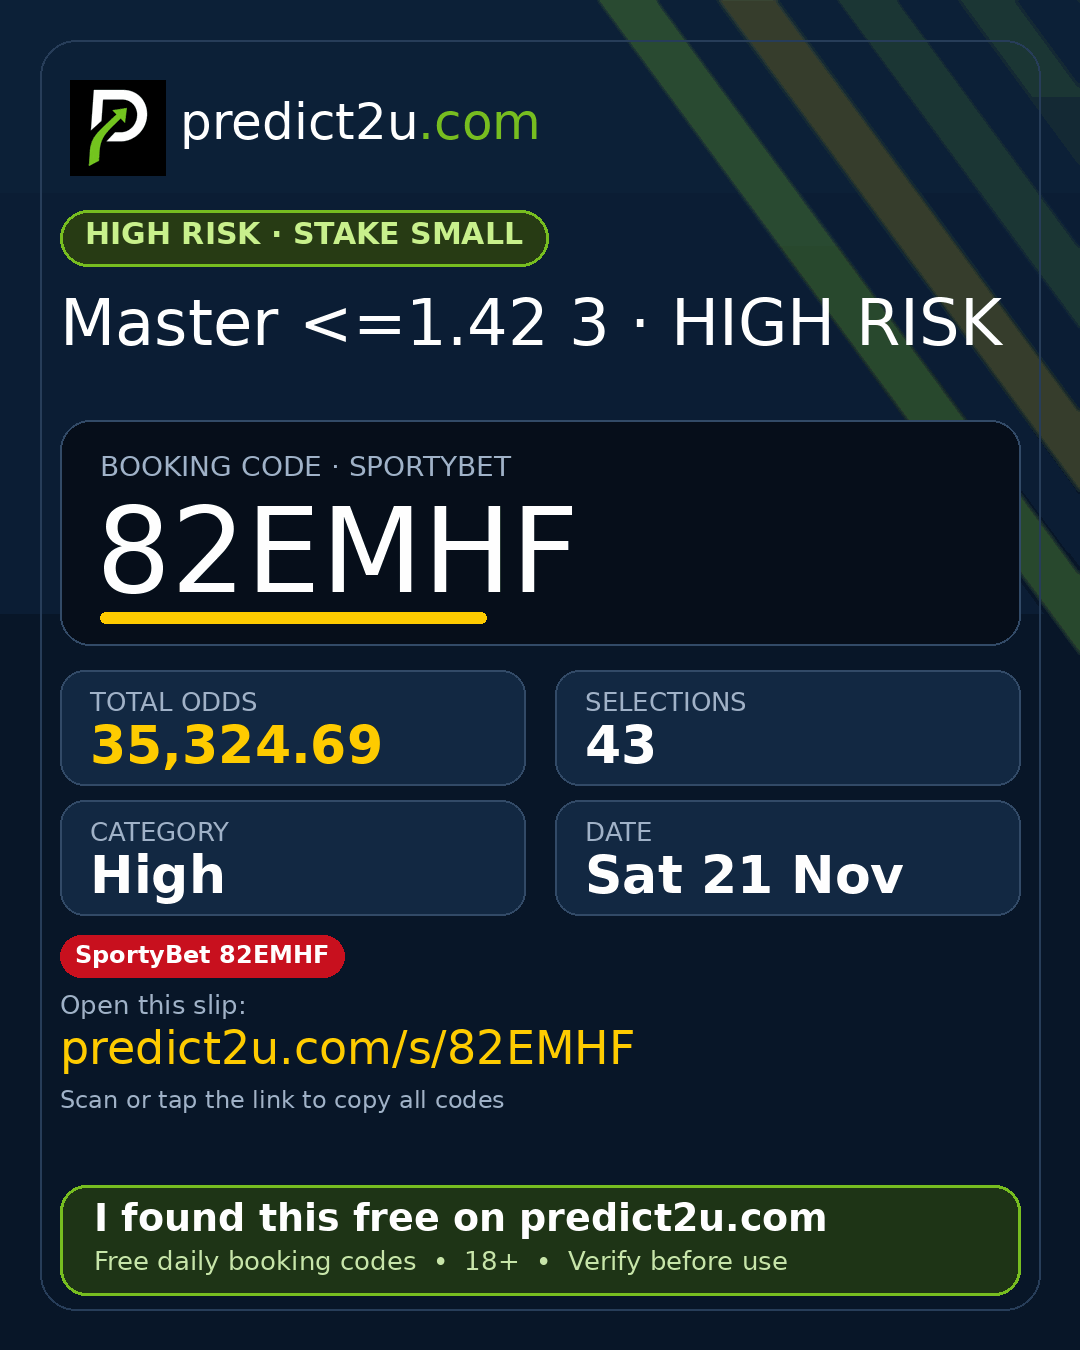 predict2u.com
HIGH RISK · STAKE SMALL
Master <=1.42 3 · HIGH RISK
BOOKING CODE · SPORTYBET
82EMHF
TOTAL ODDS
35,324.69
SELECTIONS
43
CATEGORY
High
DATE
Sat 21 Nov
SportyBet 82EMHF
Open this slip:
predict2u.com/s/82EMHF
Scan or tap the link to copy all codes
I found this free on predict2u.com
Free daily booking codes • 18+ • Verify before use